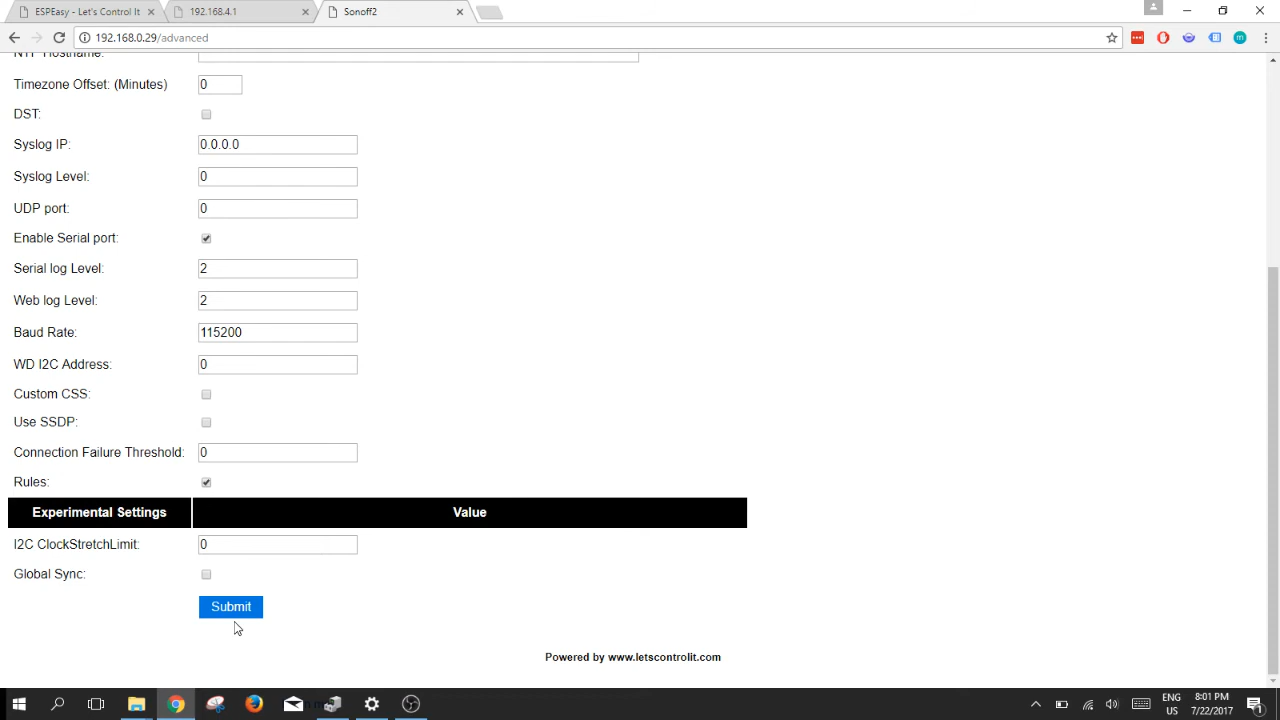 ESPEasy - Let's Control It
192.168.4.1
Sonoff2
192.168.0.29/advanced
NTP Hostname:
Timezone Offset: (Minutes) 0
DST:
Syslog IP: 0.0.0.0
Syslog Level: 0
UDP port: 0
Enable Serial port:
Serial log Level: 2
Web log Level: 2
Baud Rate: 115200
WD I2C Address: 0
Custom CSS:
Use SSDP:
Connection Failure Threshold: 0
Rules:
Experimental Settings Value
I2C ClockStretchLimit: 0
Global Sync:
Submit
Powered by www.letscontrolit.com
ENG 8:01 PM
US 7/22/2017